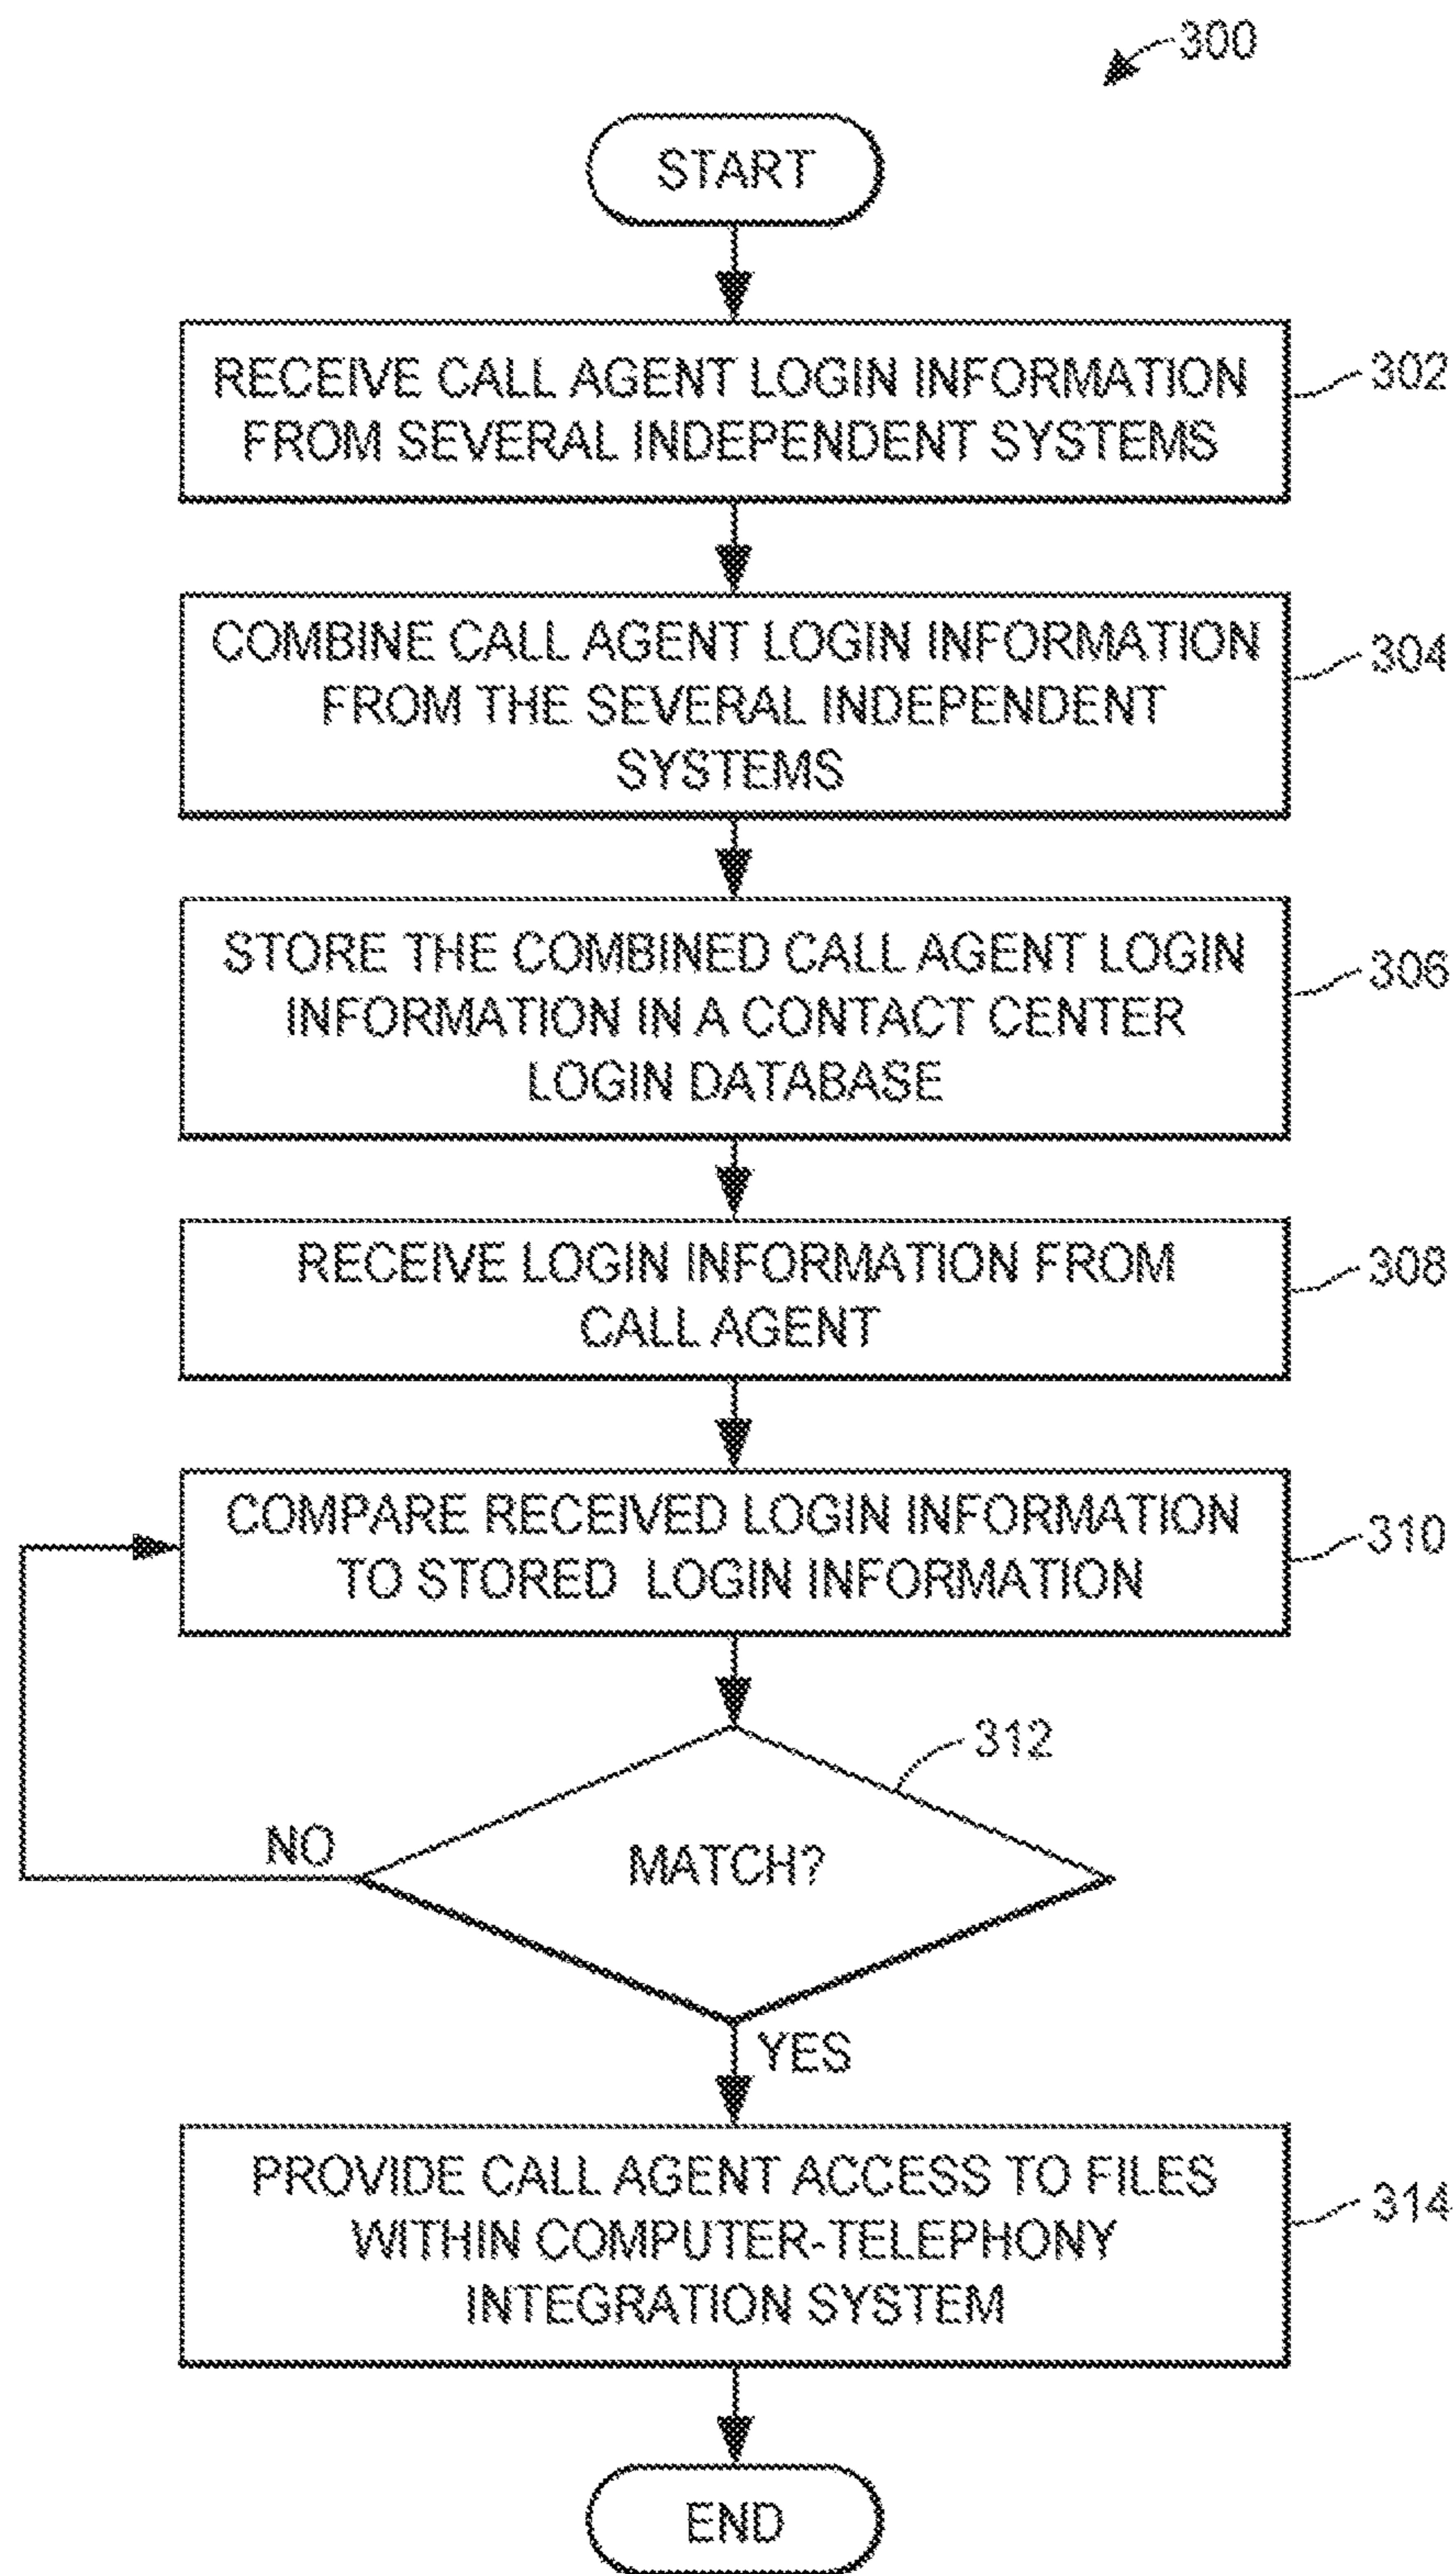 300
START
RECEIVE CALL AGENT LOGIN INFORMATION
FROM SEVERAL INDEPENDENT SYSTEMS
302
COMBINE CALL AGENT LOGIN INFORMATION
FROM THE SEVERAL INDEPENDENT
SYSTEMS
304
STORE THE COMBINED CALL AGENT LOGIN
INFORMATION IN A CONTACT CENTER
LOGIN DATABASE
306
RECEIVE LOGIN INFORMATION FROM
CALL AGENT
308
COMPARE RECEIVED LOGIN INFORMATION
TO STORED LOGIN INFORMATION
310
312
NO
MATCH?
YES
PROVIDE CALL AGENT ACCESS TO FILES
WITHIN COMPUTER-TELEPHONY
INTEGRATION SYSTEM
314
END